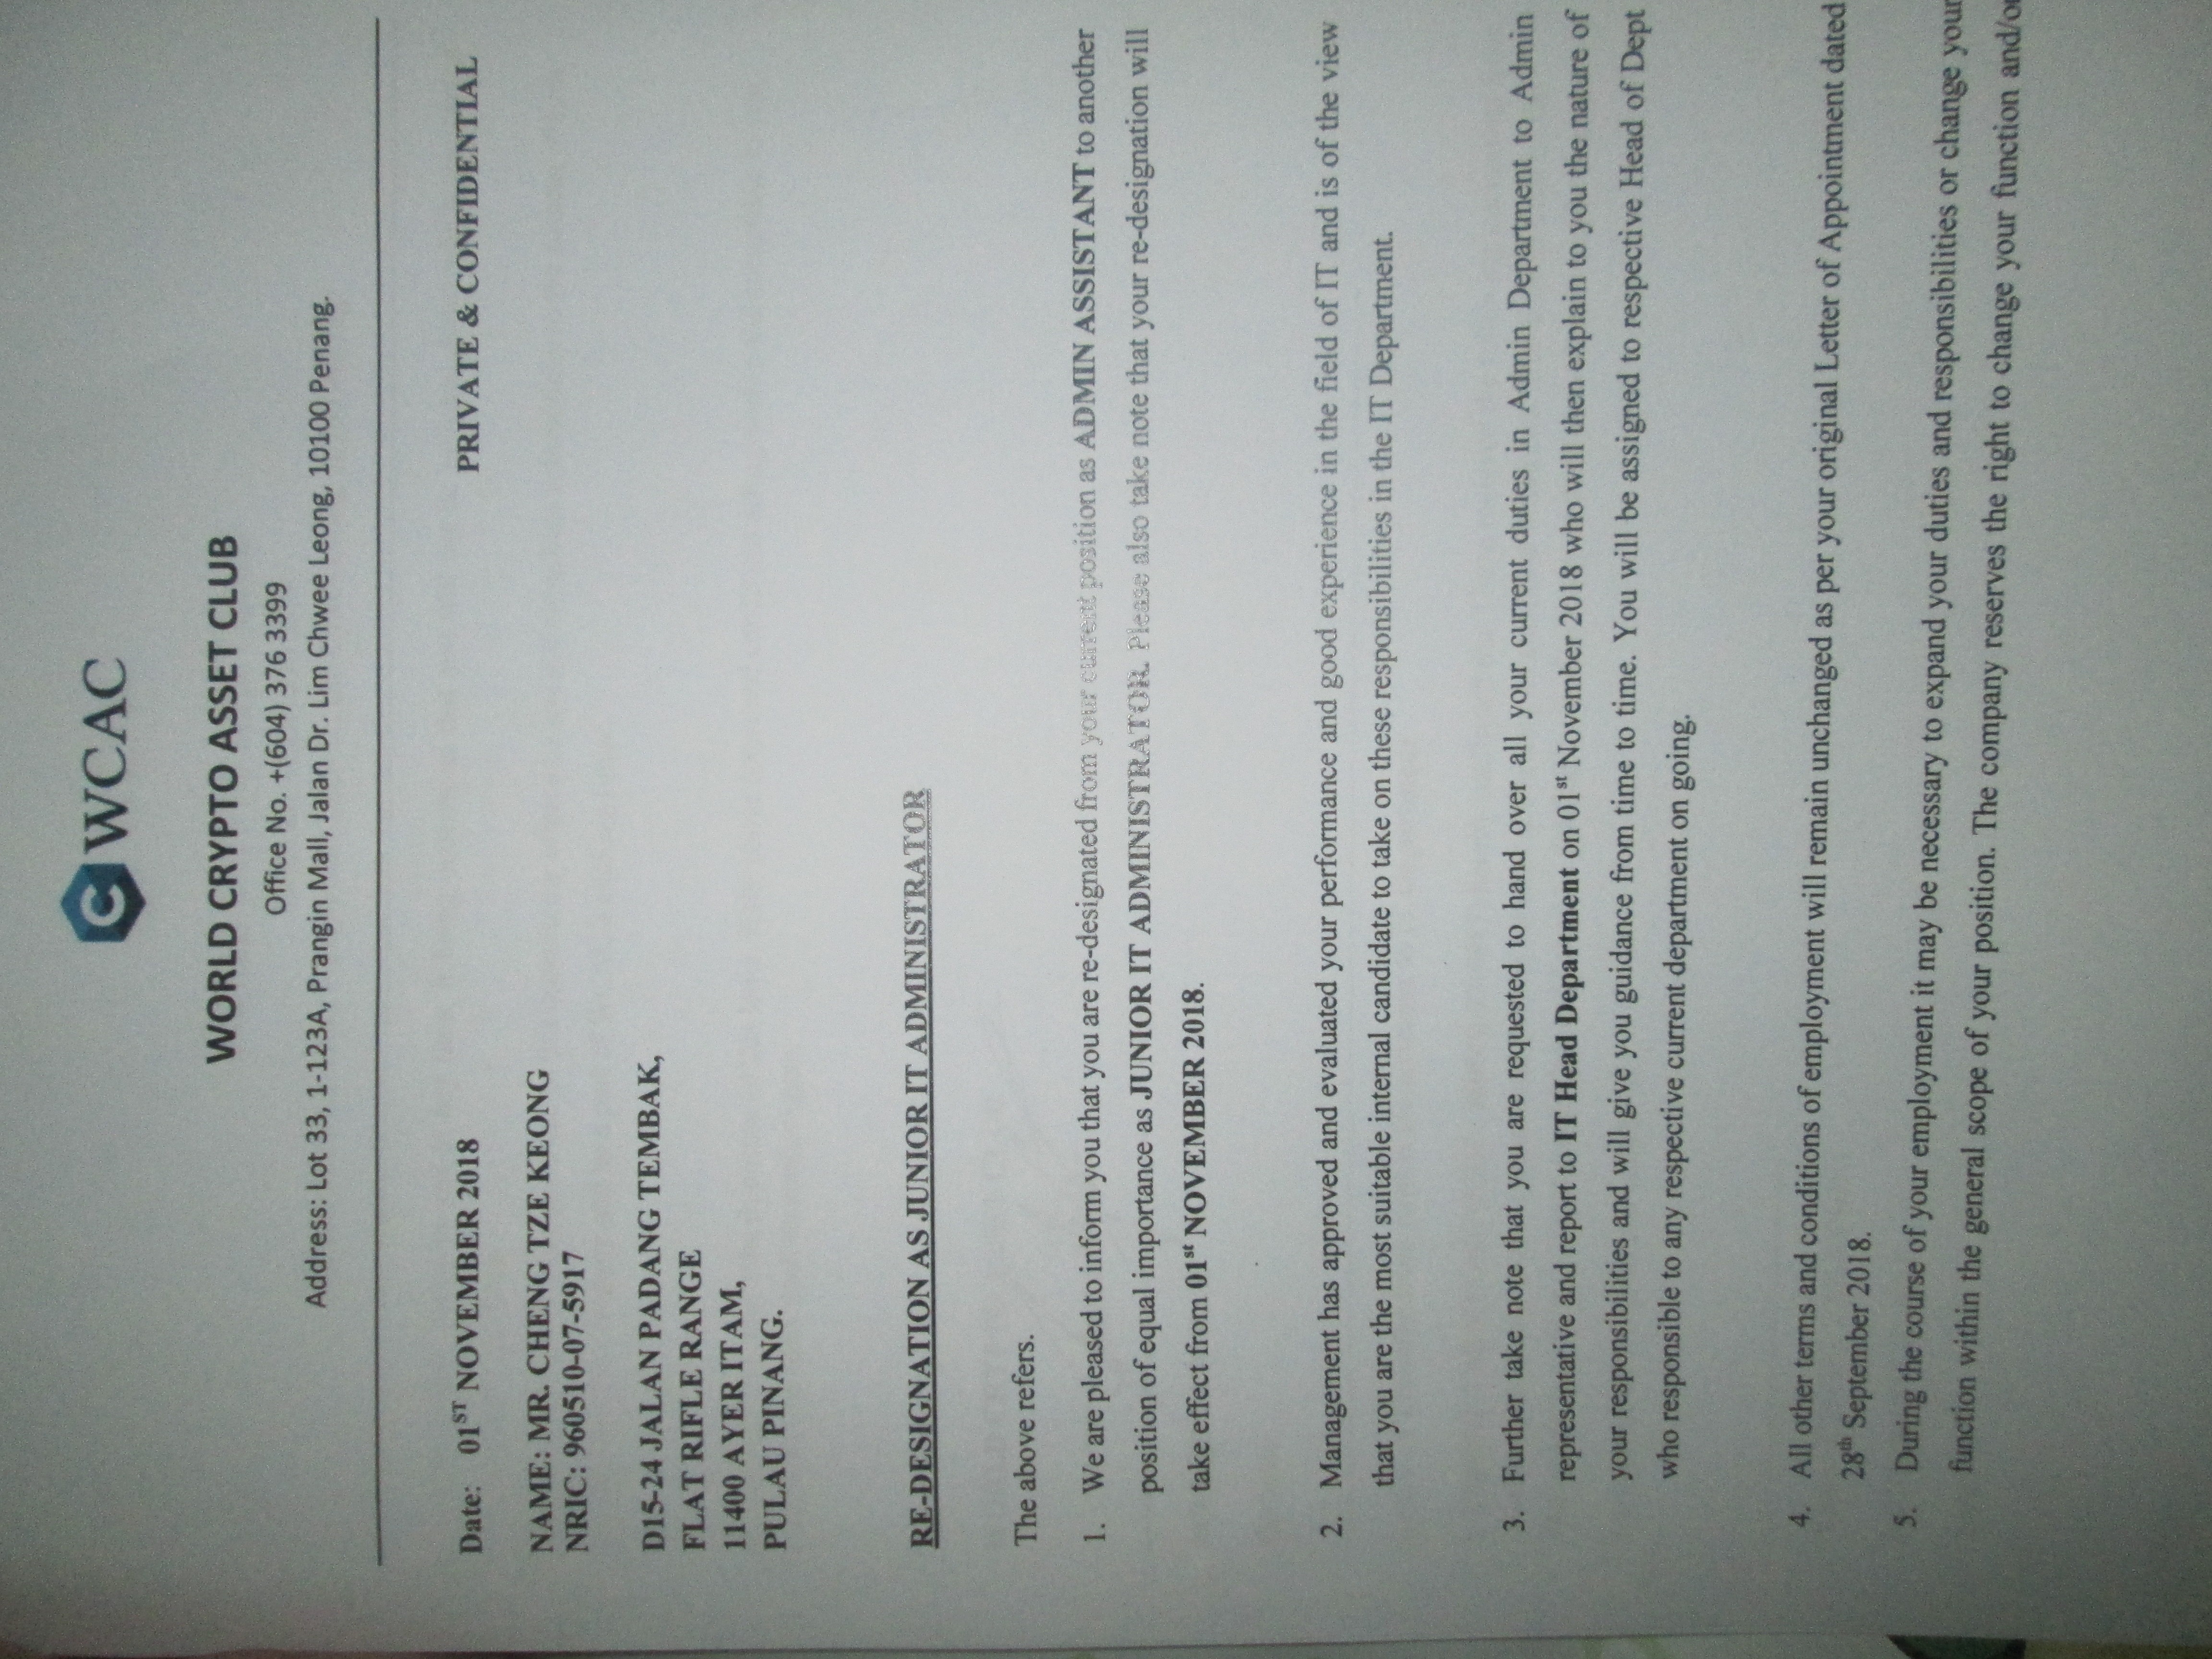 WCAC
WORLD CRYPTO ASSET CLUB
Office No. +(604) 376 3399
Address: Lot 33, 1-123A, Prangin Mall, Jalan Dr. Lim Chwee Leong, 10100 Penang.
Date: 01ST NOVEMBER 2018 PRIVATE & CONFIDENTIAL
NAME: MR. CHENG TZE KEONG
NRIC: 960510-07-5917
D15-24 JALAN PADANG TEMBAK,
FLAT RIFLE RANGE
11400 AYER ITAM,
PULAU PINANG.
RE-DESIGNATION AS JUNIOR IT ADMINISTRATOR
The above refers.
1. We are pleased to inform you that you are re-designated from your current position as ADMIN ASSISTANT to another
position of equal importance as JUNIOR IT ADMINISTRATOR. Please also take note that your re-designation will
take effect from 01st NOVEMBER 2018.
2. Management has approved and evaluated your performance and good experience in the field of IT and is of the view
that you are the most suitable internal candidate to take on these responsibilities in the IT Department.
3. Further take note that you are requested to hand over all your current duties in Admin Department to Admin
representative and report to IT Head Department on 01st November 2018 who will then explain to you the nature of
your responsibilities and will give you guidance from time to time. You will be assigned to respective Head of Dept
who responsible to any respective current department on going.
4. All other terms and conditions of employment will remain unchanged as per your original Letter of Appointment dated
28th September 2018.
5. During the course of your employment it may be necessary to expand your duties and responsibilities or change your
function within the general scope of your position. The company reserves the right to change your function and/or